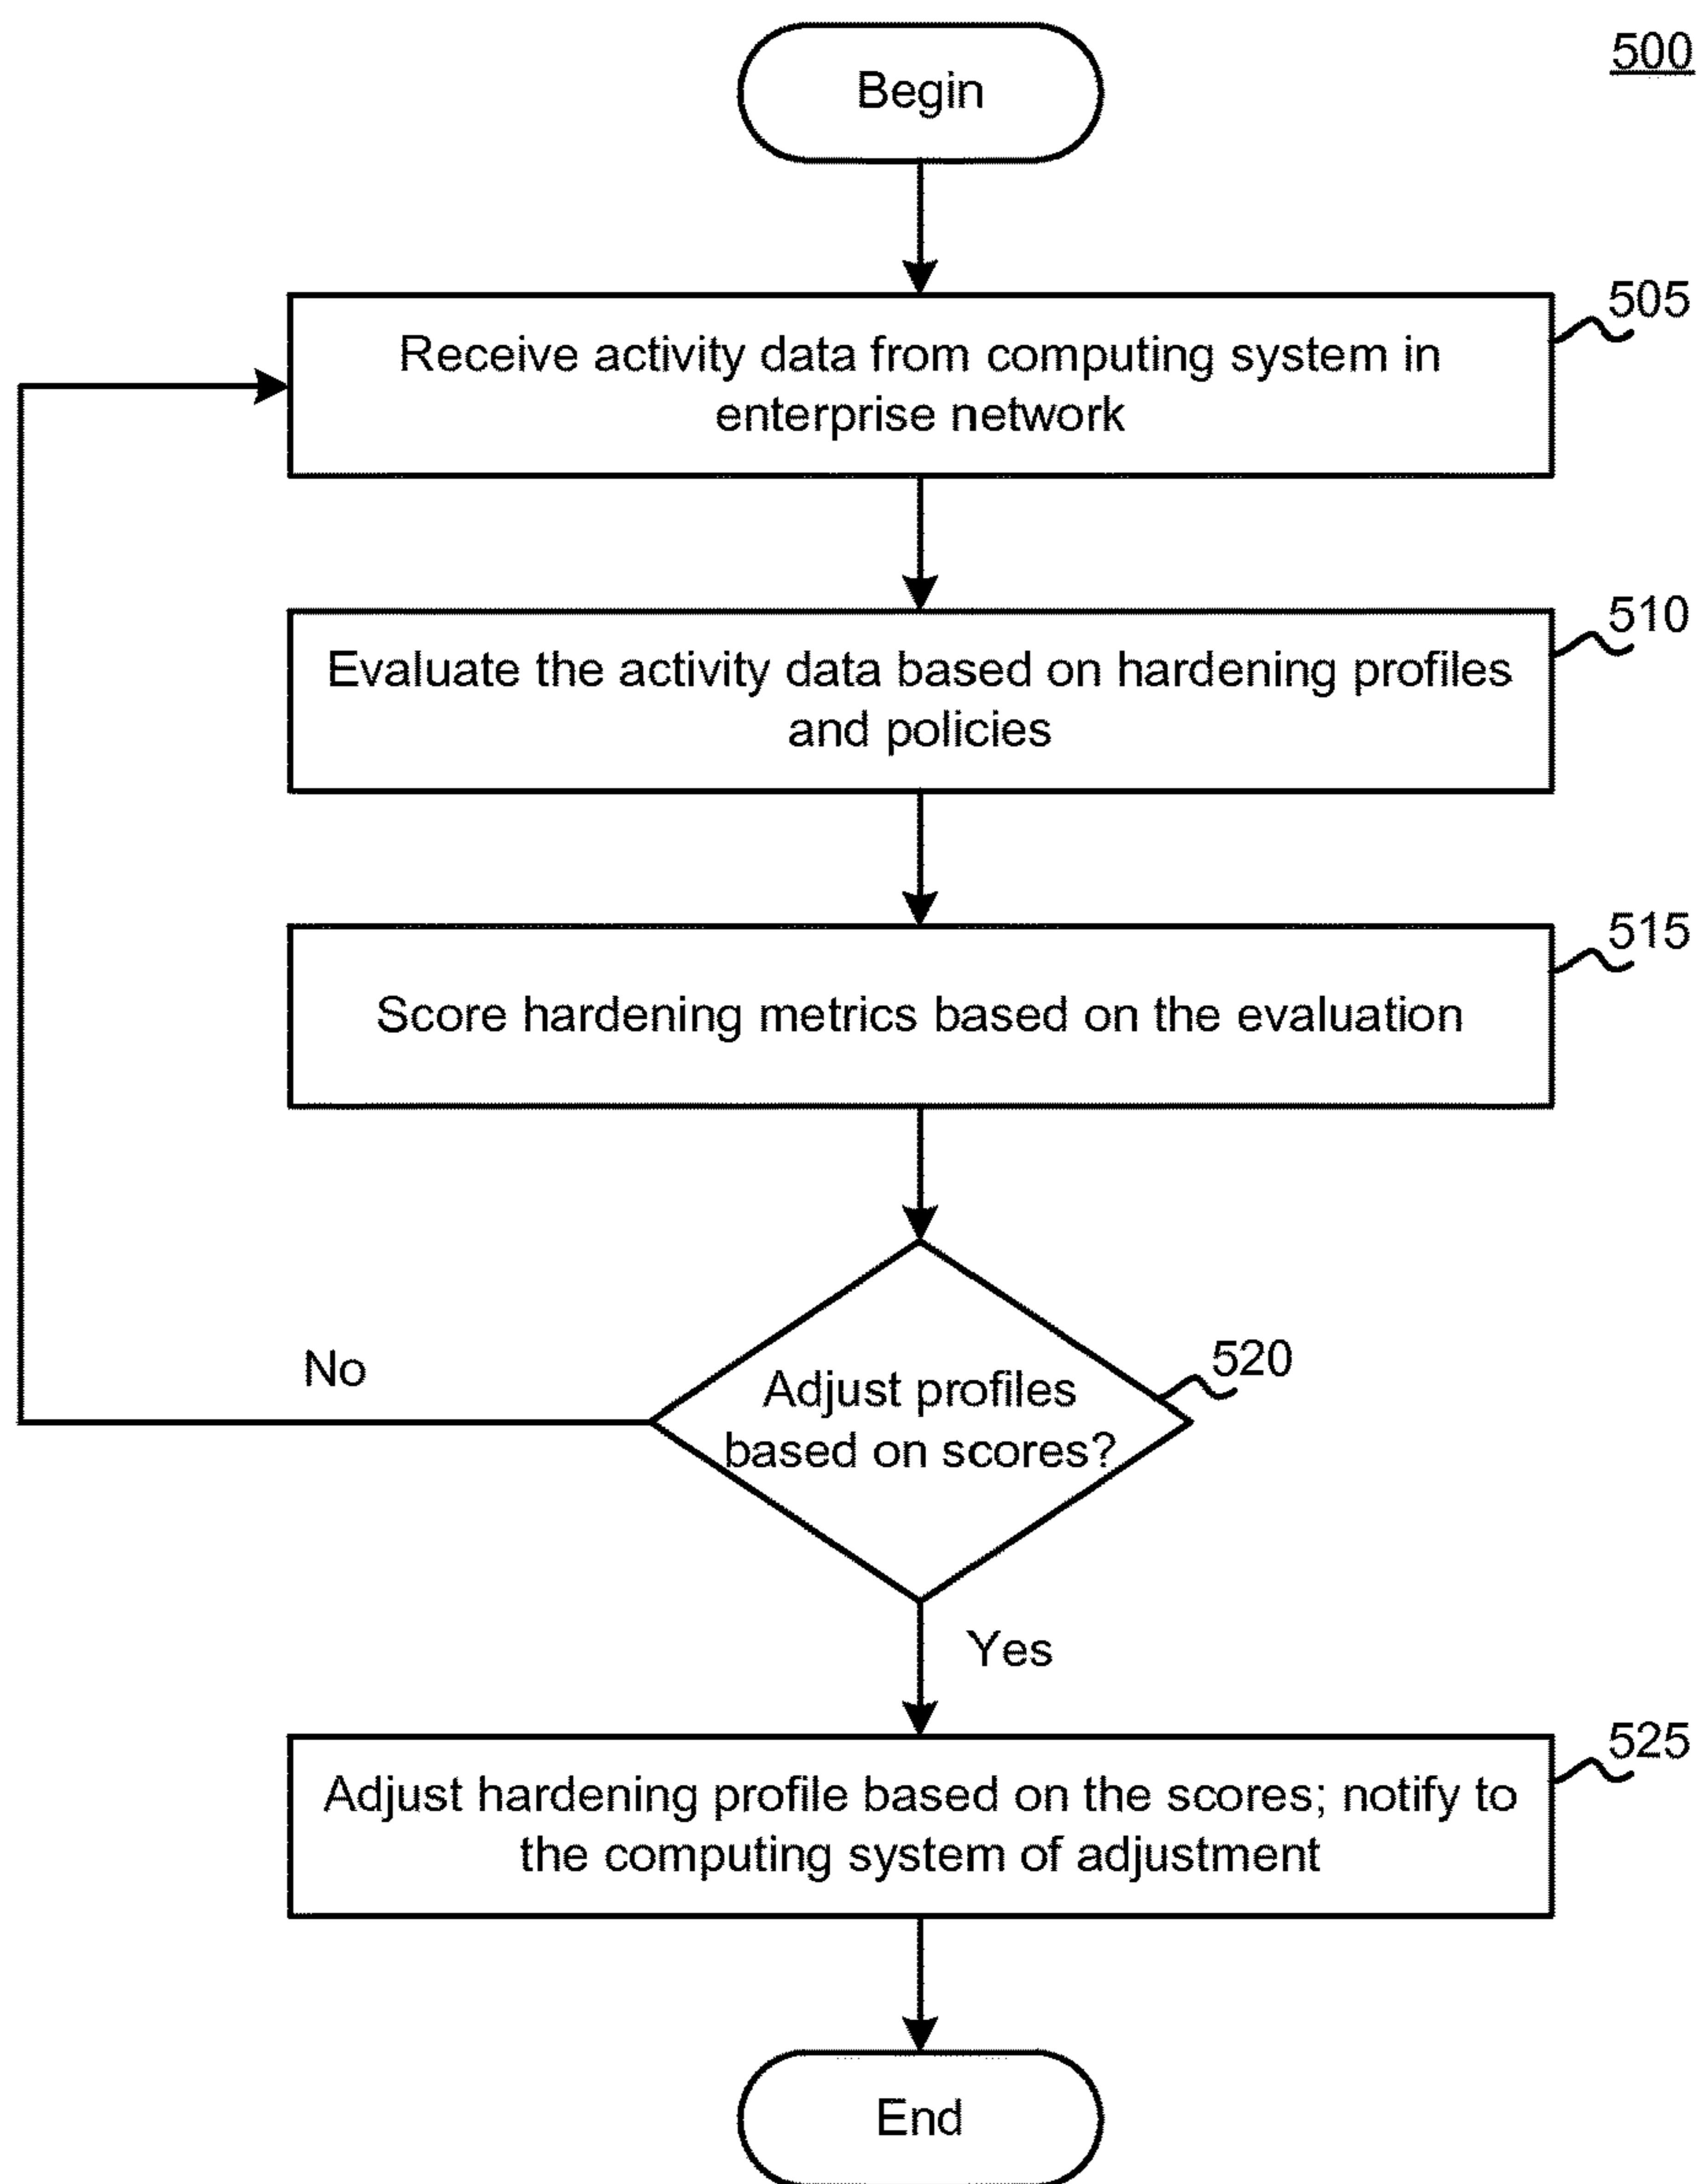 500
Begin
505
Receive activity data from computing system in
enterprise network
510
Evaluate the activity data based on hardening profiles
and policies
515
Score hardening metrics based on the evaluation
520
Adjust profiles
based on scores?
No
Yes
525
Adjust hardening profile based on the scores; notify to
the computing system of adjustment
End